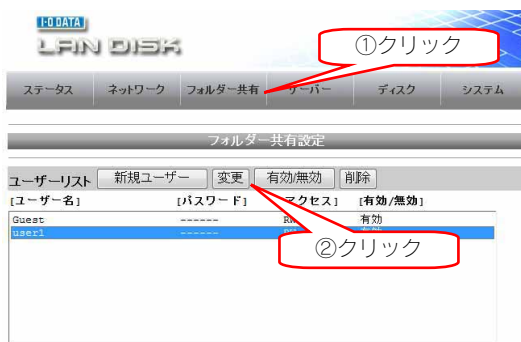 I-O DATA
LAN DISK
①クリック
ステータス ネットワーク フォルダー共有 サーバー ディスク システム
フォルダー共有設定
ユーザーリスト 新規ユーザー 変更 有効/無効 削除
[ユーザー名] [パスワード] アクセス] [有効/無効]
Guest ------ 有効
user1 ------
②クリック